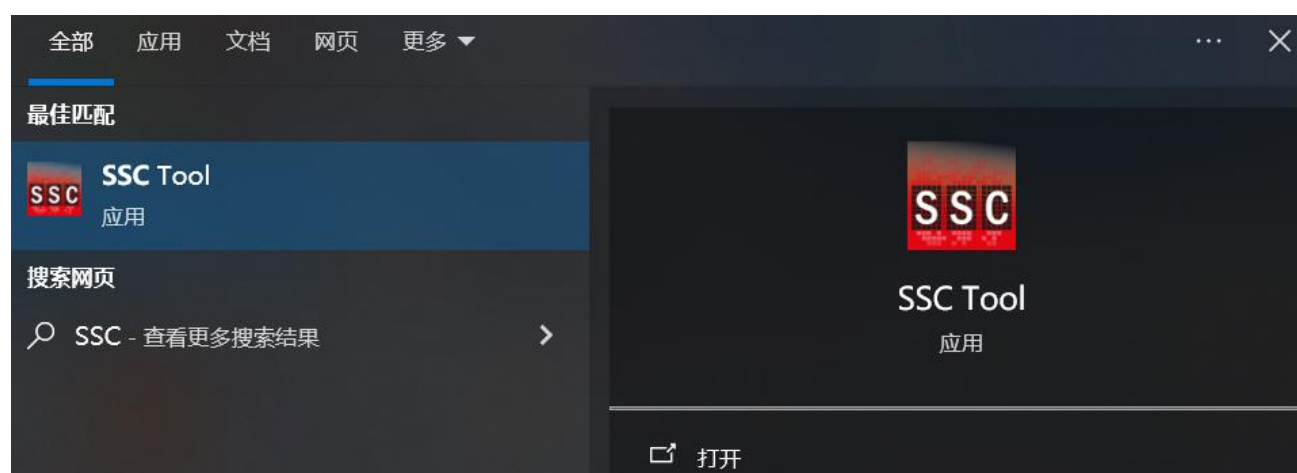 全部 应用 文档 网页 更多
最佳匹配
SSC
SSC Tool
应用
搜索网页
SSC - 查看更多搜索结果
SSC
SSC Tool
应用
打开